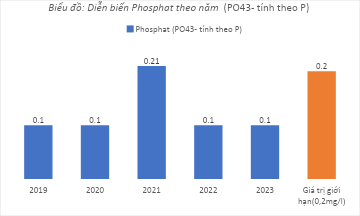 Biểu đồ: Diễn biến Phosphat theo năm (PO43- tính theo P)
Phosphat (PO43- tính theo P)
0.1
0.1
0.21
0.1
0.1
0.2
2019
2020
2021
2022
2023
Giá trị giới
hạn(0,2mg/l)